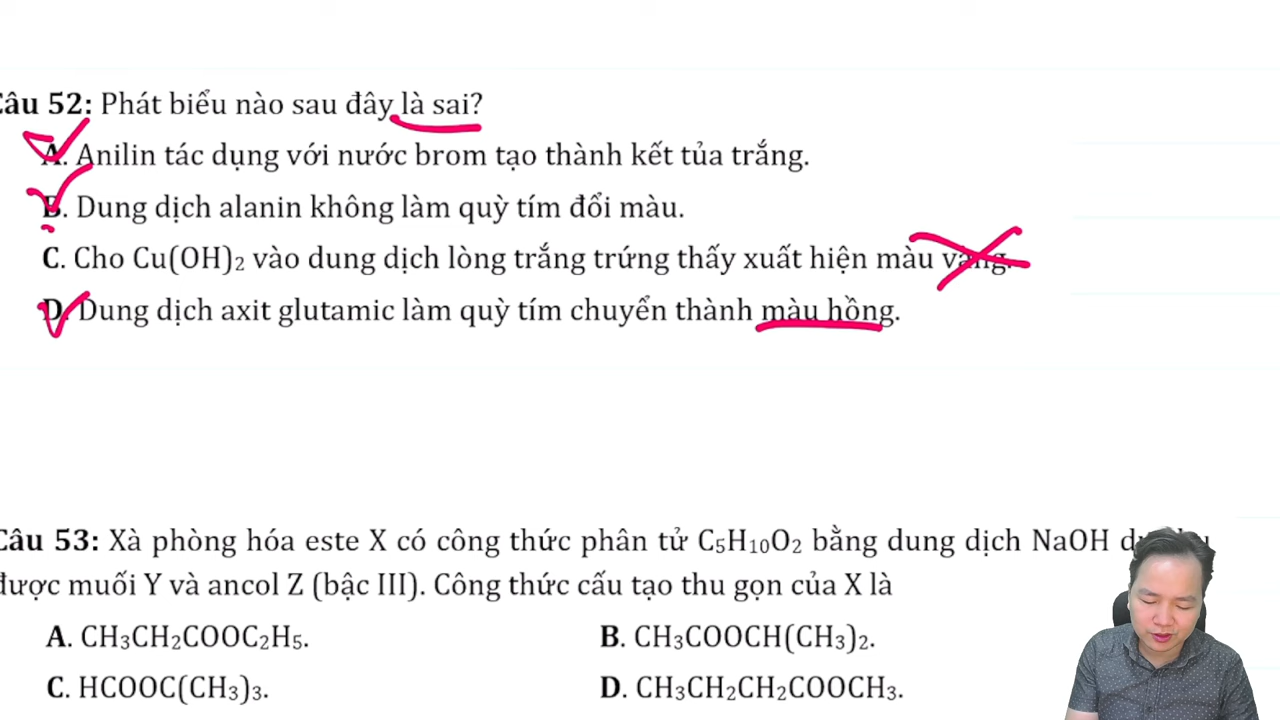 Câu 52: Phát biểu nào sau đây là sai?
A. Anilin tác dụng với nước brom tạo thành kết tủa trắng.
B. Dung dịch alanin không làm quỳ tím đổi màu.
C. Cho Cu(OH)₂ vào dung dịch lòng trắng trứng thấy xuất hiện màu vàng.
D. Dung dịch axit glutamic làm quỳ tím chuyển thành màu hồng.
Câu 53: Xà phòng hóa este X có công thức phân tử C₅H₁₀O₂ bằng dung dịch NaOH
được muối Y và ancol Z (bậc III). Công thức cấu tạo thu gọn của X là
A. CH₃CH₂COOC₂H₅. B. CH₃COOCH(CH₃)₂.
C. HCOOC(CH₃)₃. D. CH₃CH₂CH₂COOCH₃.